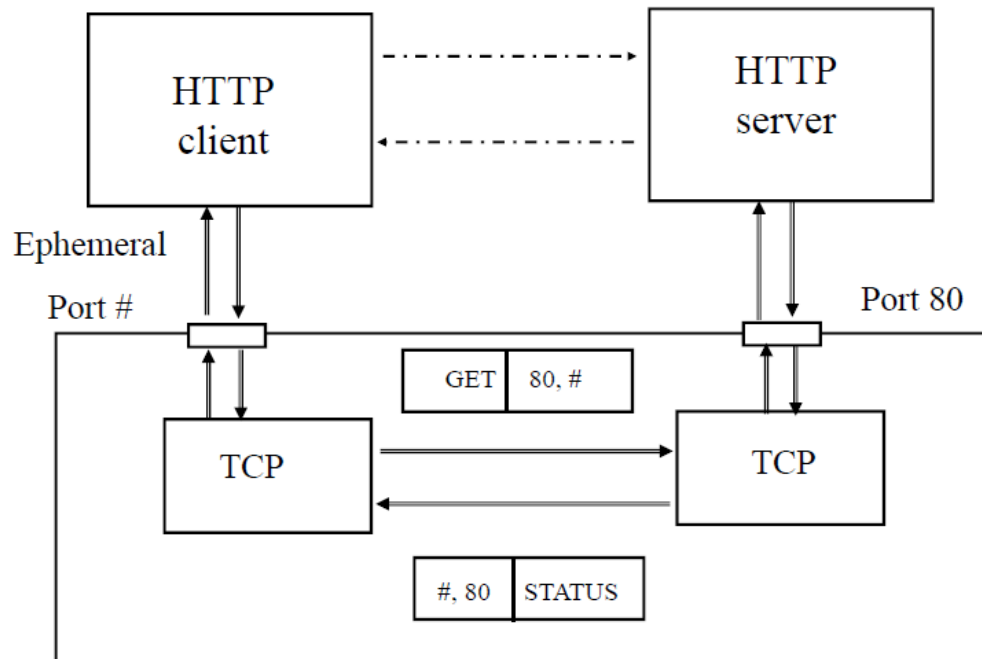 HTTP
client
HTTP
server
Ephemeral
Port #
Port 80
GET 80, #
TCP
TCP
#, 80 STATUS